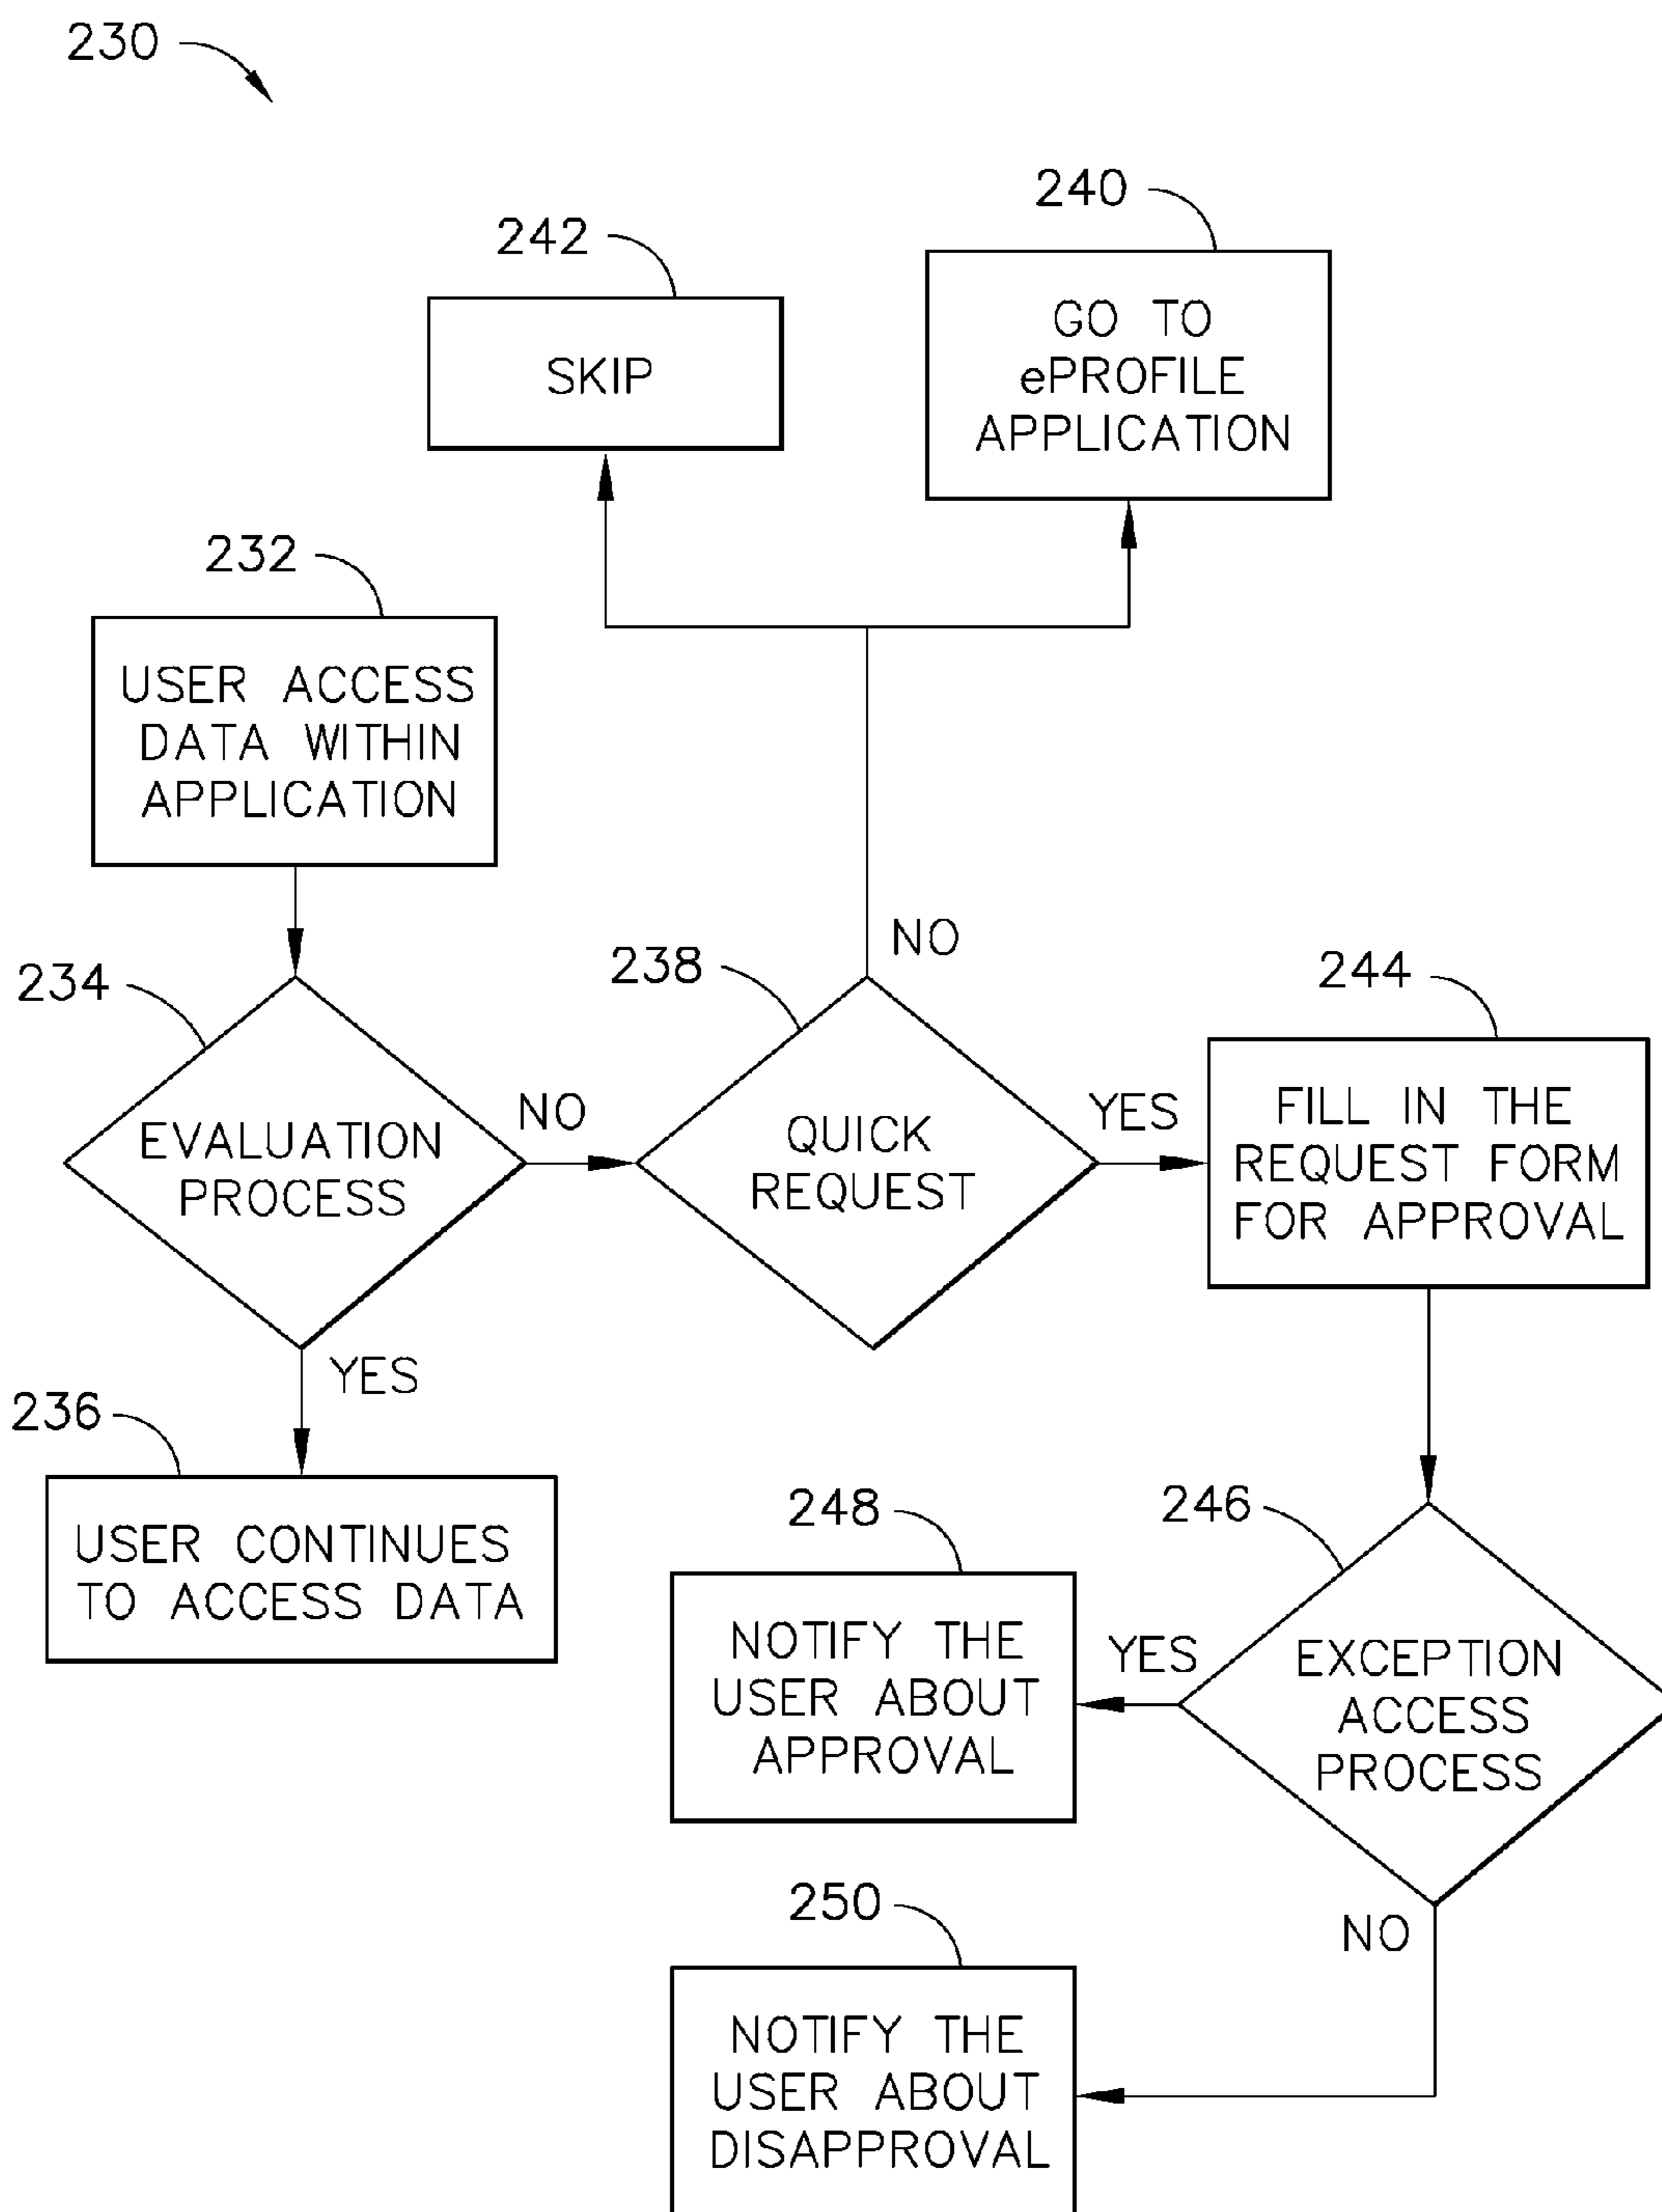 230
240
242
GO TO
ePROFILE
APPLICATION
SKIP
232
USER ACCESS
DATA WITHIN
APPLICATION
NO
234
238
244
EVALUATION
PROCESS
NO
QUICK
REQUEST
YES
FILL IN THE
REQUEST FORM
FOR APPROVAL
YES
236
USER CONTINUES
TO ACCESS DATA
248
246
NOTIFY THE
USER ABOUT
APPROVAL
YES
EXCEPTION
ACCESS
PROCESS
250
NO
NOTIFY THE
USER ABOUT
DISAPPROVAL